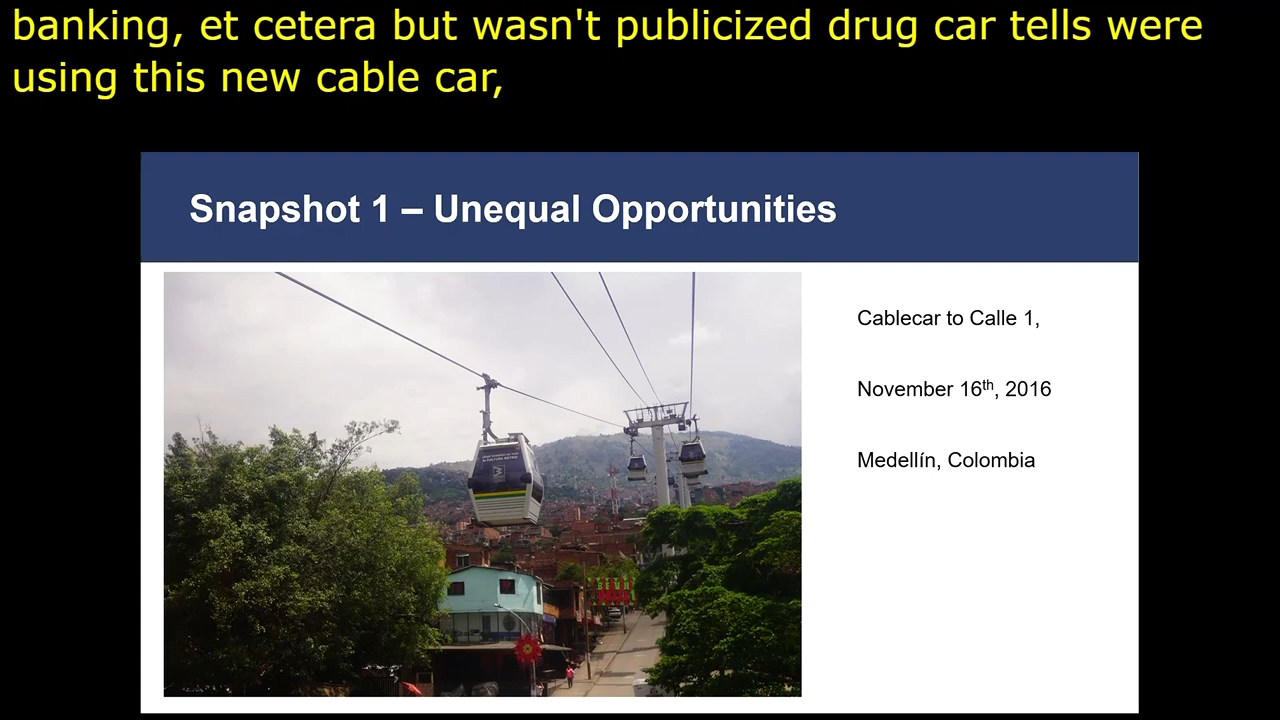 banking, et cetera but wasn't publicized drug car tells were
using this new cable car,
Snapshot 1 – Unequal Opportunities
Cablecar to Calle 1,
November 16th, 2016
Medellín, Colombia